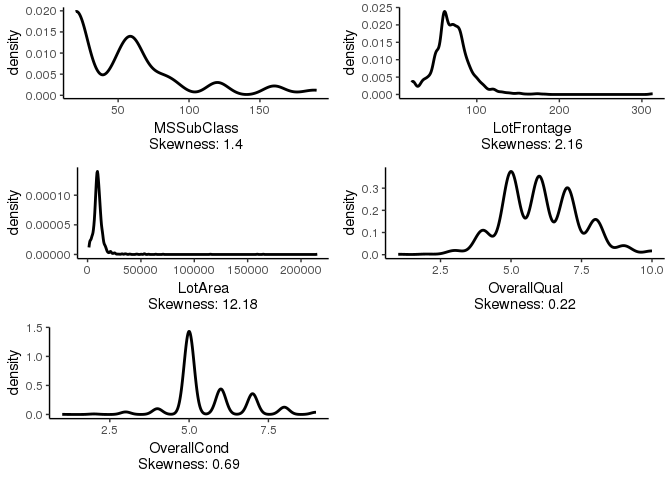 density
0.020
0.015
0.010
0.005
0.000
50 100 150
MSSubClass
Skewness: 1.4
density
0.025
0.020
0.015
0.010
0.005
0.000
100 200 300
LotFrontage
Skewness: 2.16
density
0.00010
0.00005
0.00000
0 50000 100000 150000 200000
LotArea
Skewness: 12.18
density
0.3
0.2
0.1
0.0
2.5 5.0 7.5 10.0
OverallQual
Skewness: 0.22
density
1.5
1.0
0.5
0.0
2.5 5.0 7.5
OverallCond
Skewness: 0.69